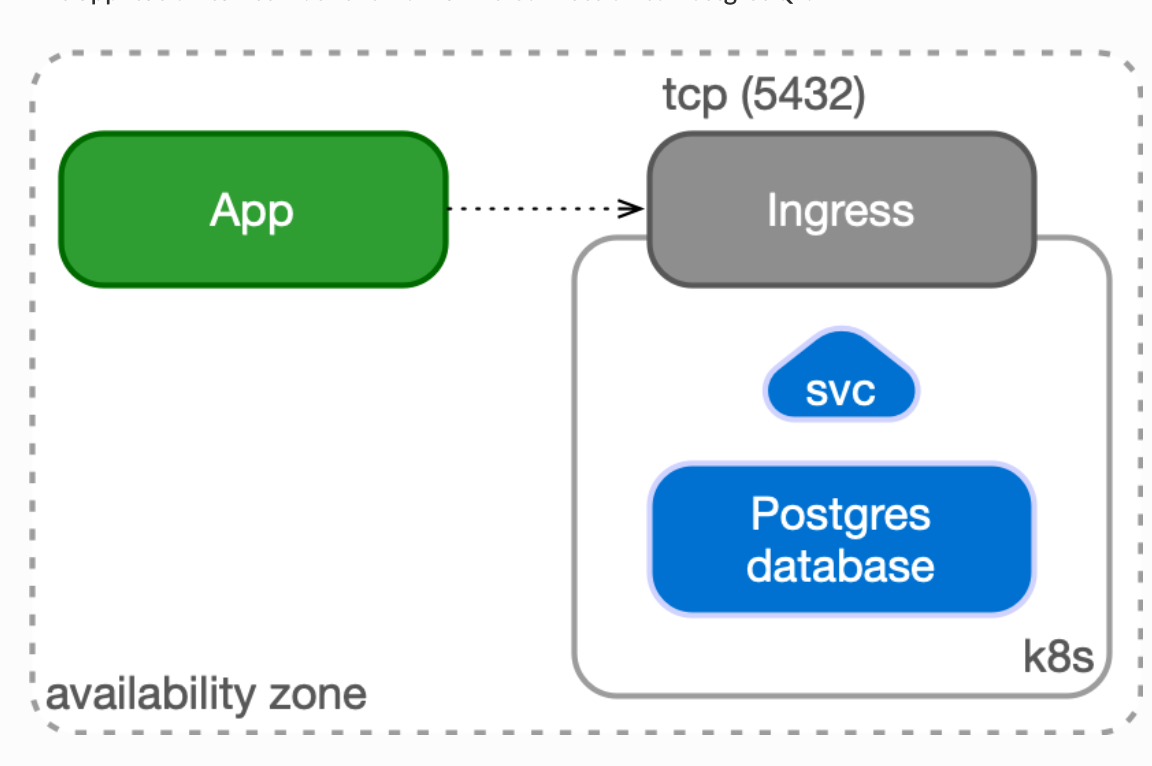 tcp (5432)
App
Ingress
svc
Postgres
database
k8s
availability zone